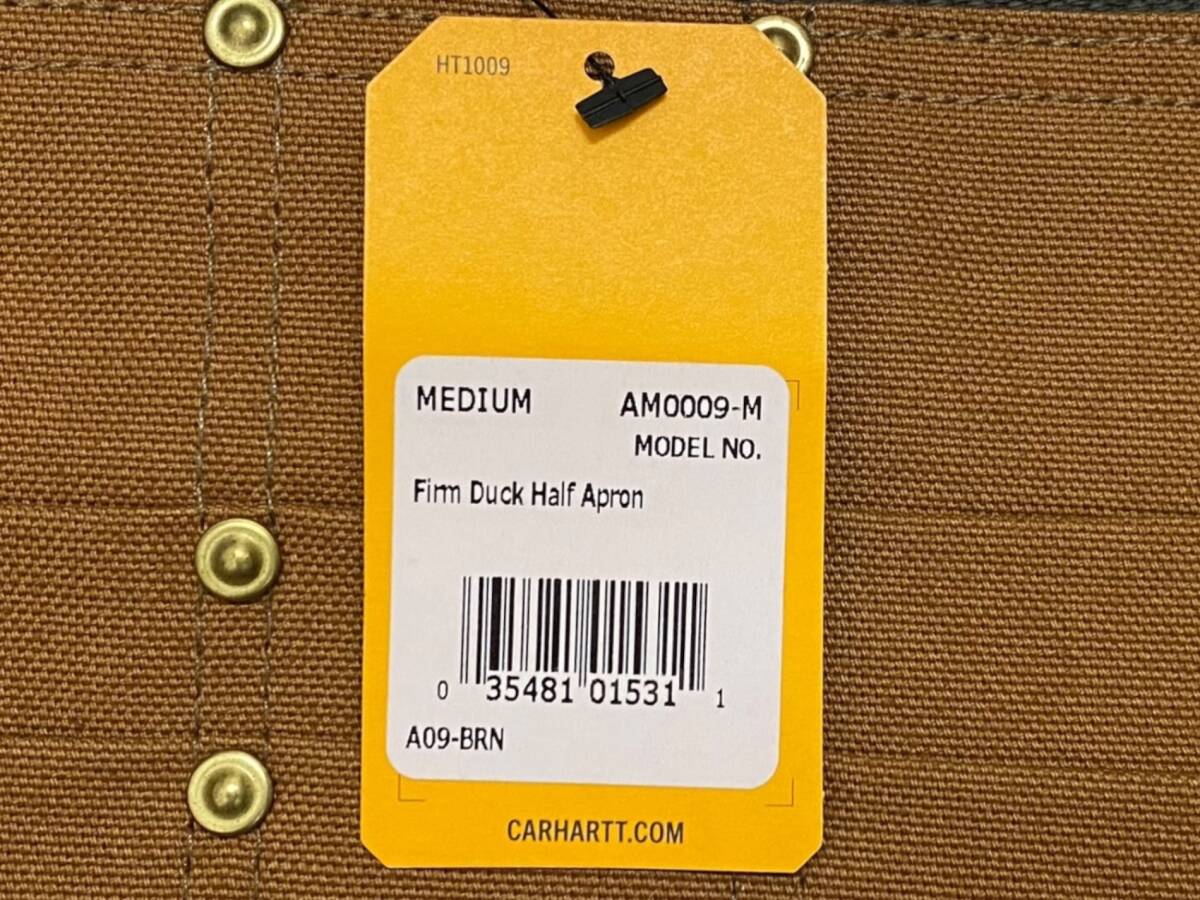 HT1009
MEDIUM AM0009-M
MODEL NO.
Firm Duck Half Apron
0 35481 01531 1
A09-BRN
CARHARTT.COM